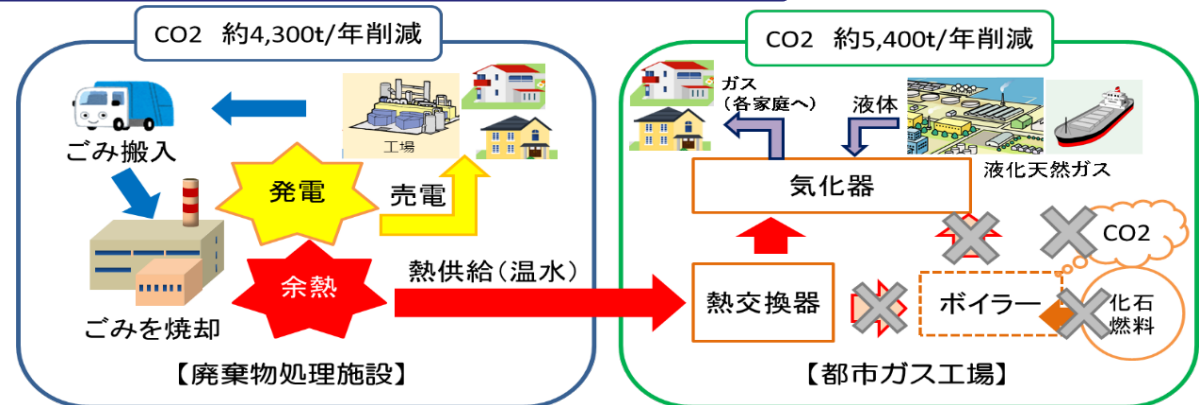 CO2 約4,300t/年削減
ごみ搬入
工場
発電
売電
余熱
ごみを焼却
熱供給（温水）
【廃棄物処理施設】
CO2 約5,400t/年削減
ガス
（各家庭へ）
液体
液化天然ガス
気化器
CO2
熱交換器
ボイラー
化石
燃料
【都市ガス工場】